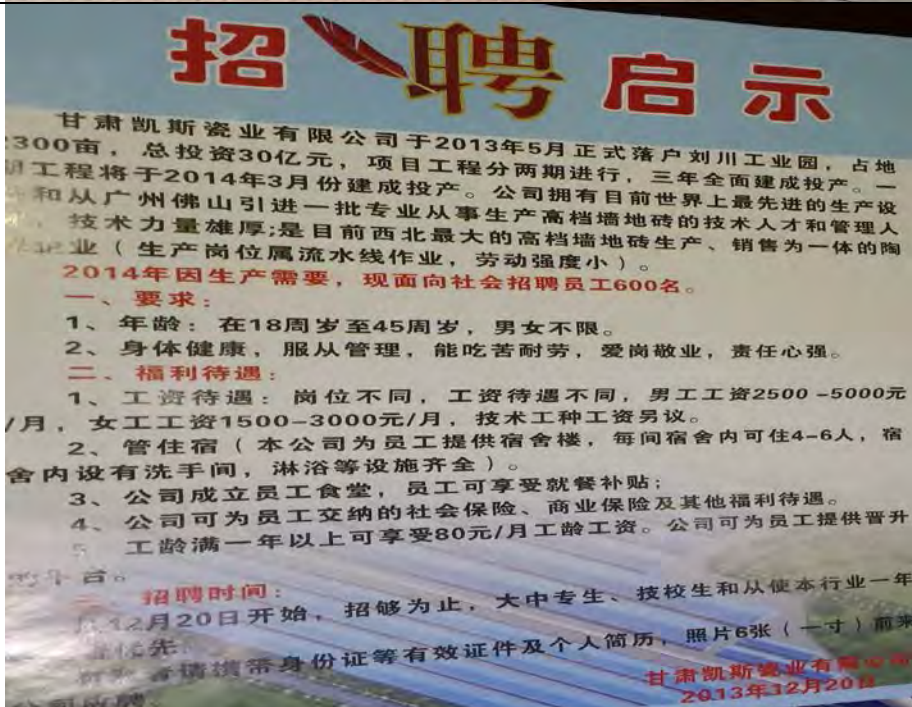 招聘启示
甘肃凯斯瓷业有限公司于2013年5月正式落户刘川工业园，占地
2300亩，总投资30亿元，项目工程分两期进行，三年全面建成投产。一
期工程将于2014年3月份建成投产。公司拥有目前世界上最先进的生产设
和从广州佛山引进一批专业从事生产高档墙地砖的技术人才和管理人
，技术力量雄厚;是目前西北最大的高档墙地砖生产、销售为一体的陶
企业（生产岗位属流水线作业，劳动强度小）。
2014年因生产需要，现面向社会招聘员工600名。
一、要求：
1、年龄：在18周岁至45周岁，男女不限。
2、身体健康，服从管理，能吃苦耐劳，爱岗敬业，责任心强。
二、福利待遇：
1、工资待遇：岗位不同，工资待遇不同，男工工资2500-5000元
/月，女工工资1500-3000元/月，技术工种工资另议。
2、管住宿（本公司为员工提供宿舍楼，每间宿舍内可住4-6人，宿
舍内设有洗手间，淋浴等设施齐全）。
3、公司成立员工食堂，员工可享受就餐补贴；
4、公司可为员工交纳的社会保险、商业保险及其他福利待遇。
5、工龄满一年以上可享受80元/月工龄工资。公司可为员工提供晋升
的平台。
三、招聘时间：
12月20日开始，招够为止，大中专生、技校生和从使本行业一年
优先
者请携带身份证等有效证件及个人简历，照片6张（一寸）前来
甘肃凯斯瓷业有限公司
2013年12月20日